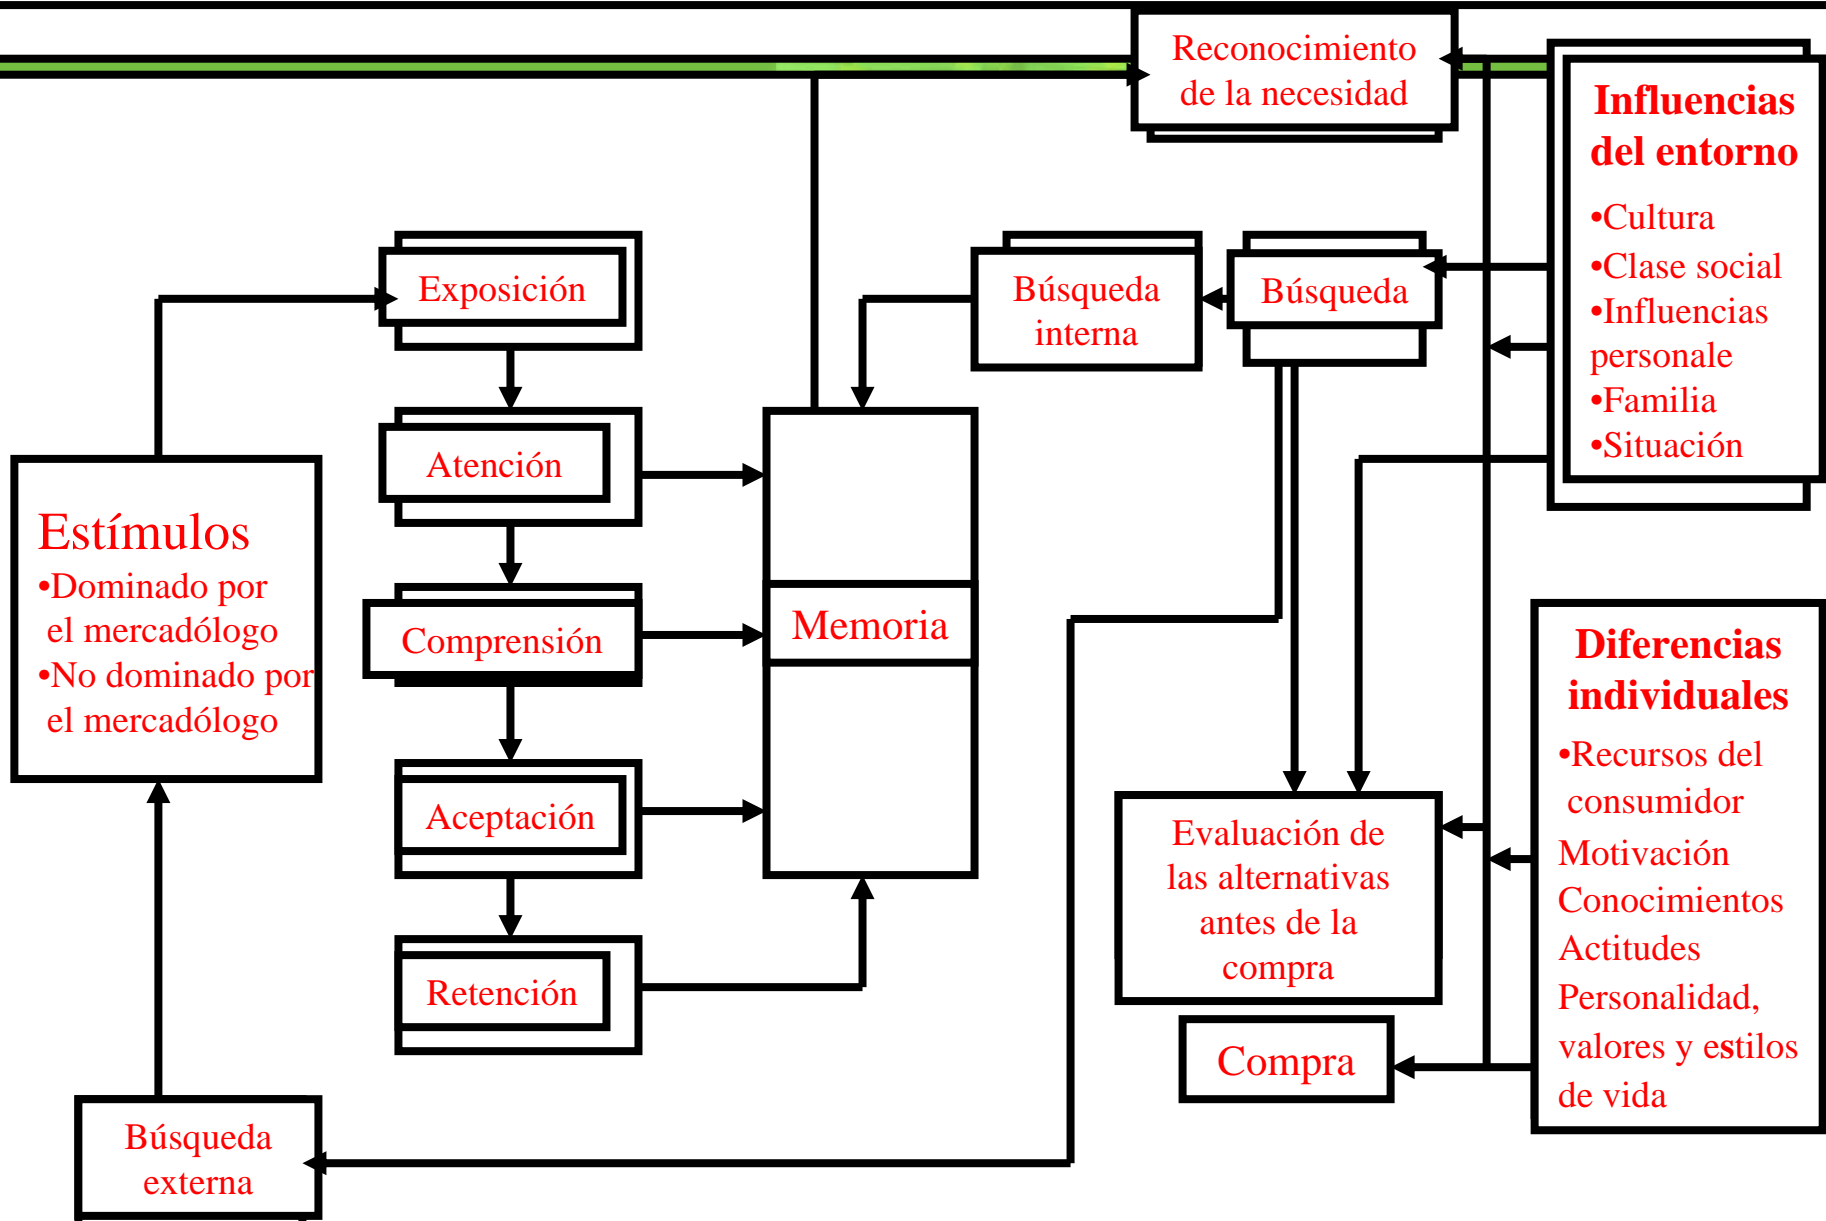 Reconocimiento
de la necesidad
Influencias
del entorno
•Cultura
•Clase social
•Influencias
personale
•Familia
•Situación
Exposición
Búsqueda
interna
Búsqueda
Atención
Estímulos
•Dominado por
el mercadólogo
•No dominado por
el mercadólogo
Comprensión
Memoria
Diferencias
individuales
•Recursos del
consumidor
Motivación
Conocimientos
Actitudes
Personalidad,
valores y estilos
de vida
Aceptación
Evaluación de
las alternativas
antes de la
compra
Retención
Compra
Búsqueda
externa